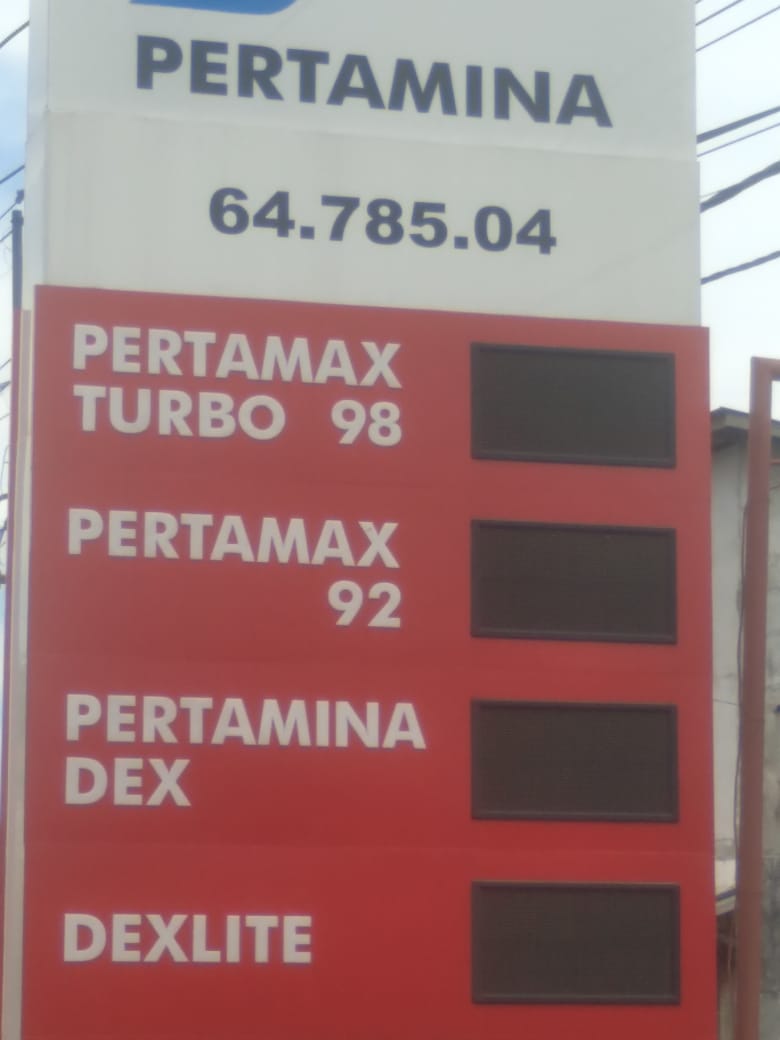 PERTAMINA
64.785.04
PERTAMAX
TURBO 98
PERTAMAX
92
PERTAMINA
DEX
DEXLITE